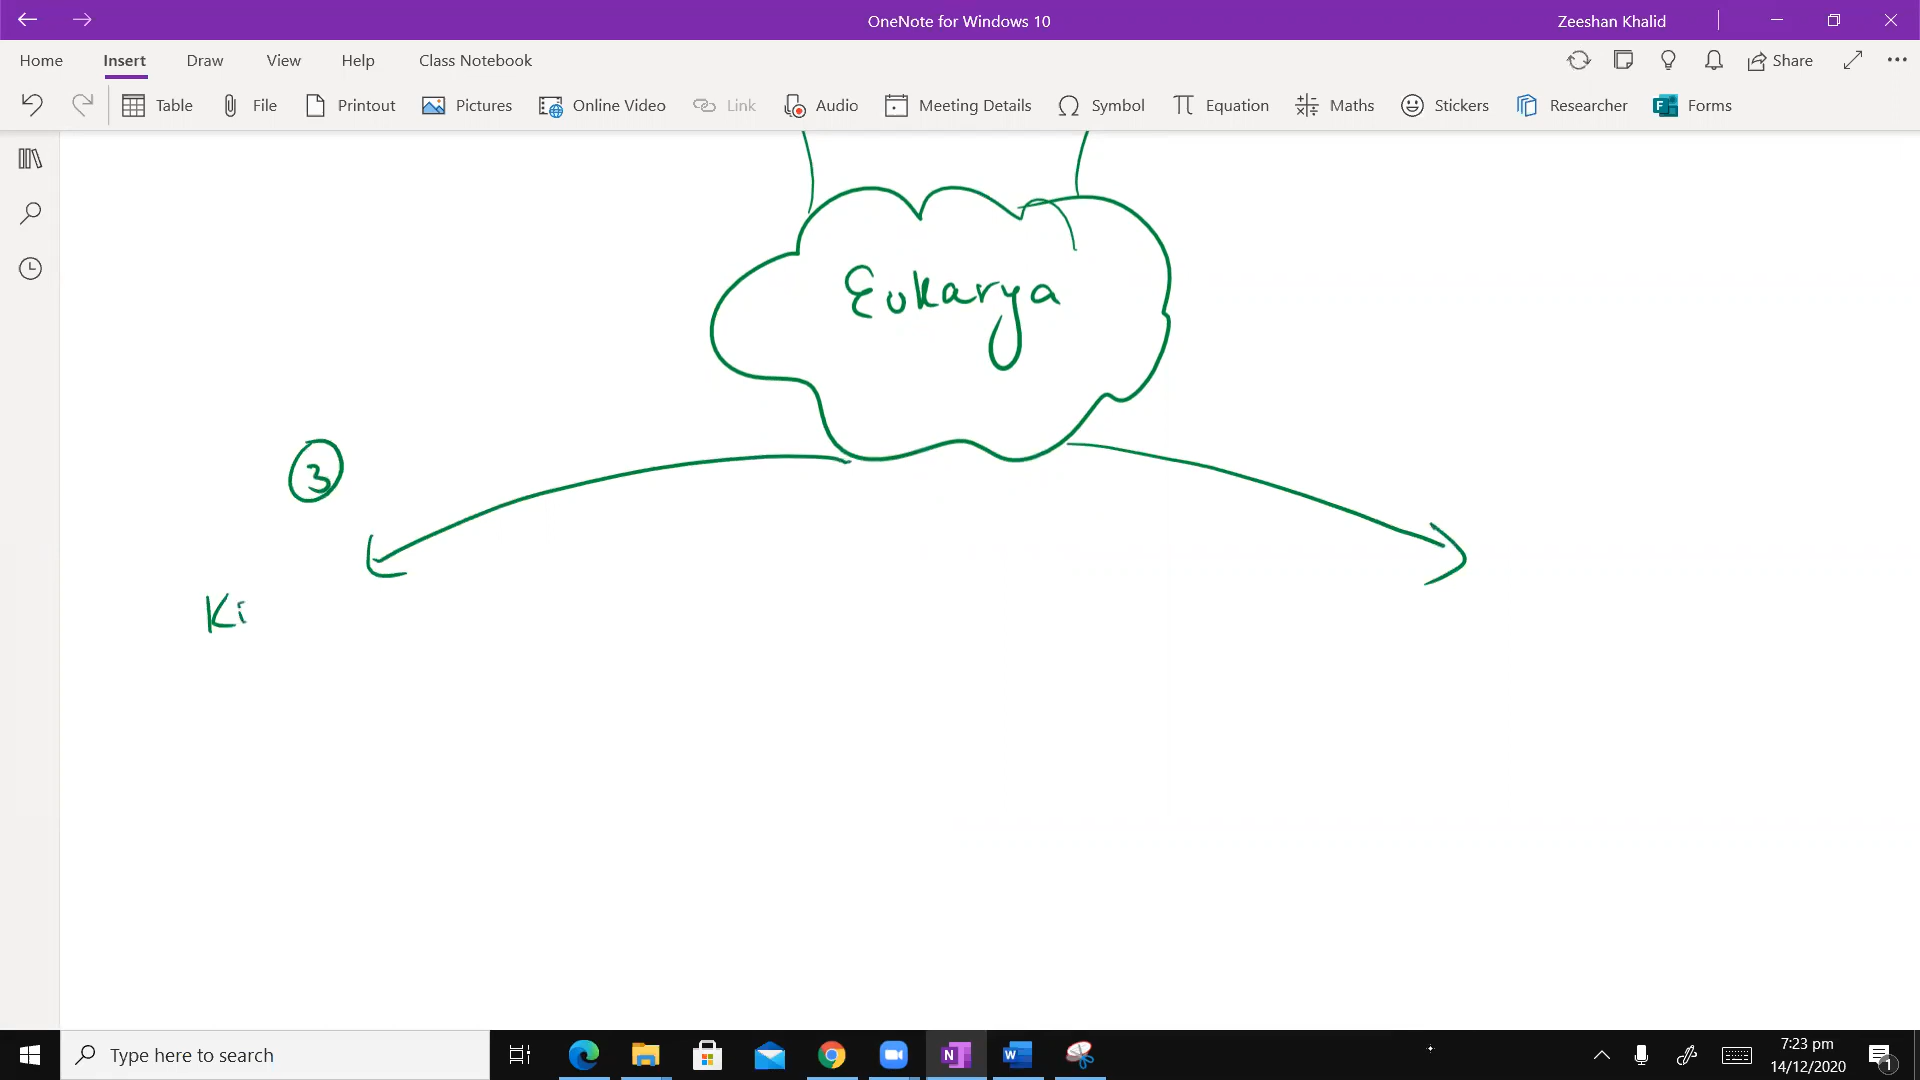 OneNote for Windows 10
Zeeshan Khalid
Home Insert Draw View Help Class Notebook
Share
Table File Printout Pictures Online Video Link Audio Meeting Details Symbol Equation Maths Stickers Researcher Forms
Eukarya
3
Ki
Type here to search
7:23 pm
14/12/2020
1